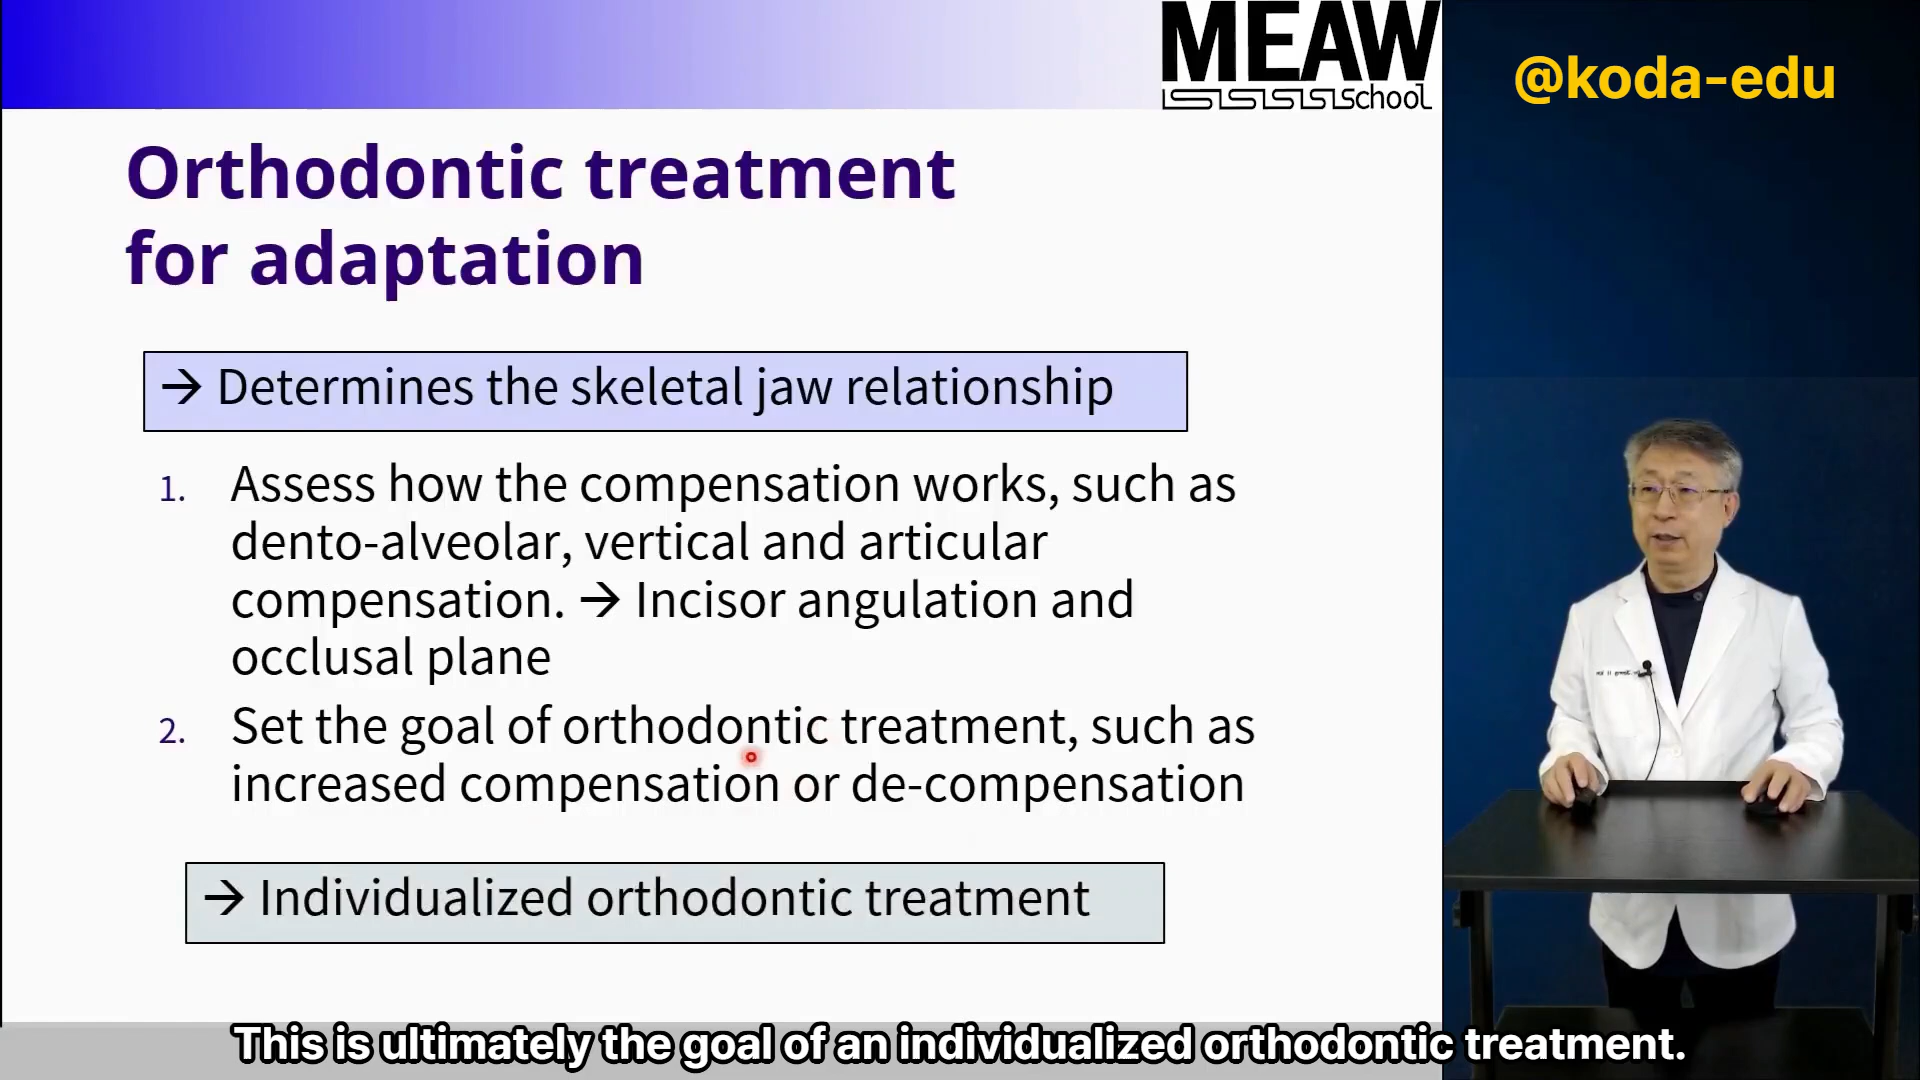 MEAW
school
@koda-edu
Orthodontic treatment
for adaptation
→ Determines the skeletal jaw relationship
1. Assess how the compensation works, such as
dento-alveolar, vertical and articular
compensation. → Incisor angulation and
occlusal plane
2. Set the goal of orthodontic treatment, such as
increased compensation or de-compensation
→ Individualized orthodontic treatment
This is ultimately the goal of an individualized orthodontic treatment.